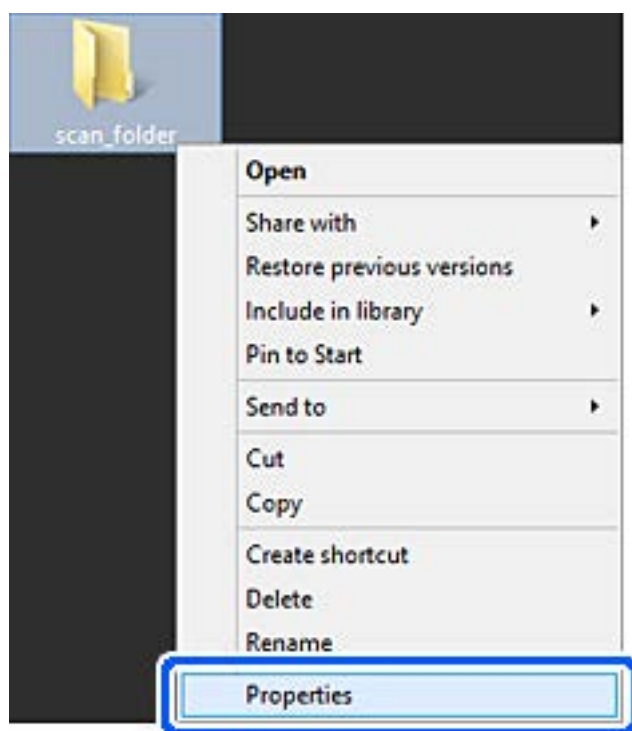 scan_folder
Open
Share with
Restore previous versions
Include in library
Pin to Start
Send to
Cut
Copy
Create shortcut
Delete
Rename
Properties